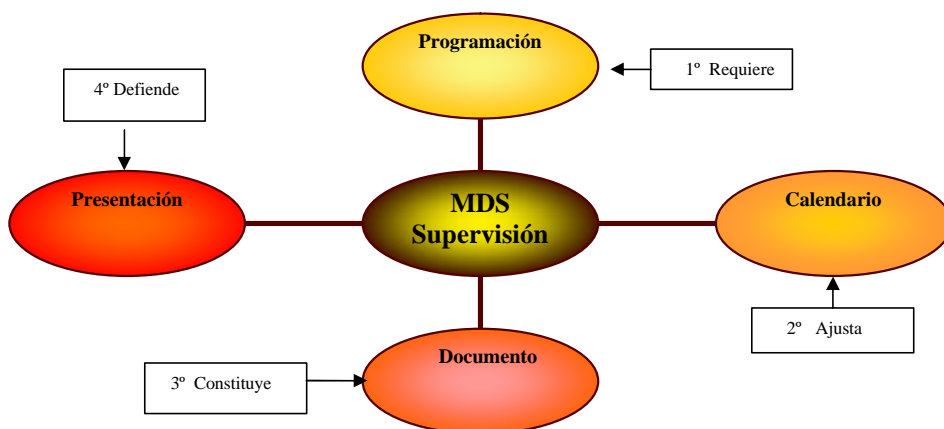 Programación
1º Requiere
4º Defiende
Presentación
MDS
Supervisión
Calendario
2º Ajusta
Documento
3º Constituye